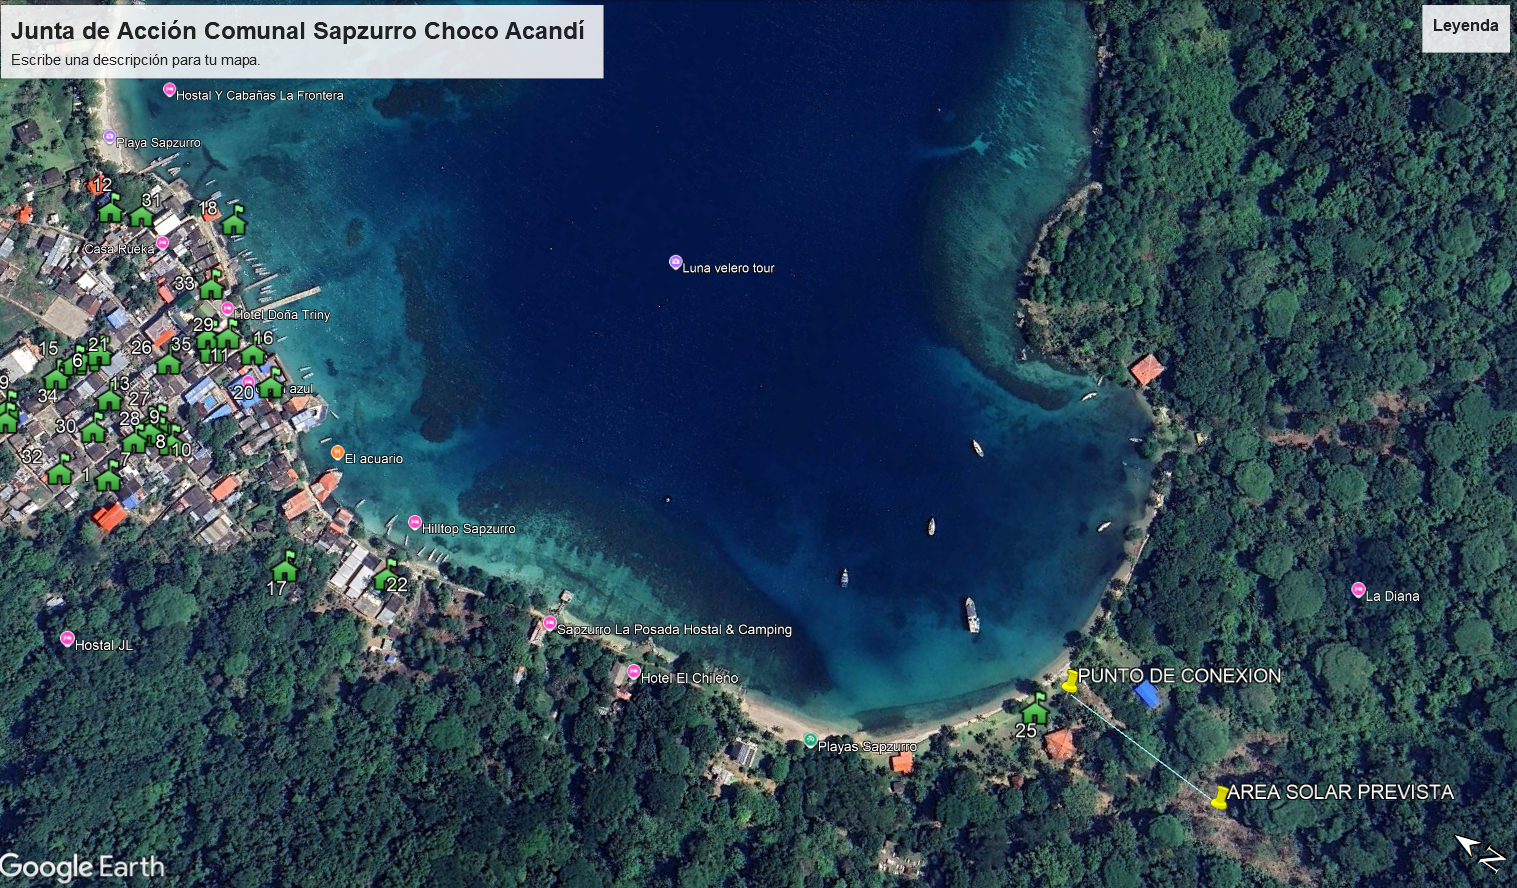 Junta de Acción Comunal Sapzurro Choco Acandí
Escribe una descripción para tu mapa.
Leyenda
Hostal Y Cabañas La Frontera
Playa Sapzurro
12
31
18
Casa Rueka
Luna velero tour
33
Hotel Doña Triny
29
16
15
21
26
35
11
6
9
13
20
azul
34
27
28
9
30
8
10
32
7
1
El acuario
Hilltop Sapzurro
17
22
La Diana
Sapzurro La Posada Hostal & Camping
Hostal JL
Hotel El Chileno
PUNTO DE CONEXION
25
Playas Sapzurro
AREA SOLAR PREVISTA
Google Earth
N